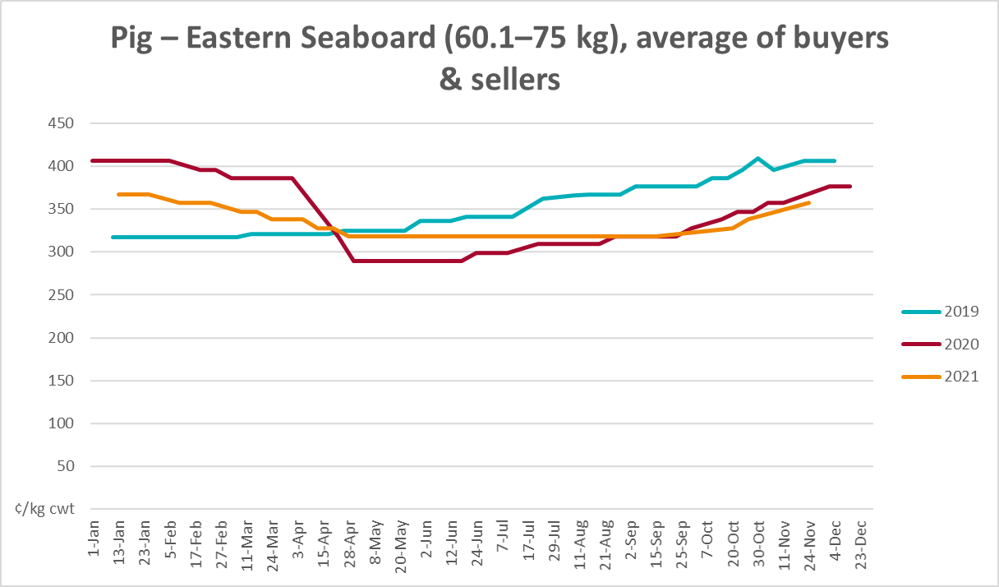 Pig – Eastern Seaboard (60.1–75 kg), average of buyers
& sellers
450
400
350
300
250
200
150
100
50
¢/kg cwt
1-Jan
13-Jan
23-Jan
5-Feb
17-Feb
27-Feb
11-Mar
24-Mar
3-Apr
15-Apr
28-Apr
8-May
20-May
2-Jun
12-Jun
24-Jun
7-Jul
17-Jul
29-Jul
11-Aug
21-Aug
2-Sep
15-Sep
25-Sep
7-Oct
20-Oct
30-Oct
11-Nov
24-Nov
4-Dec
23-Dec
2019
2020
2021